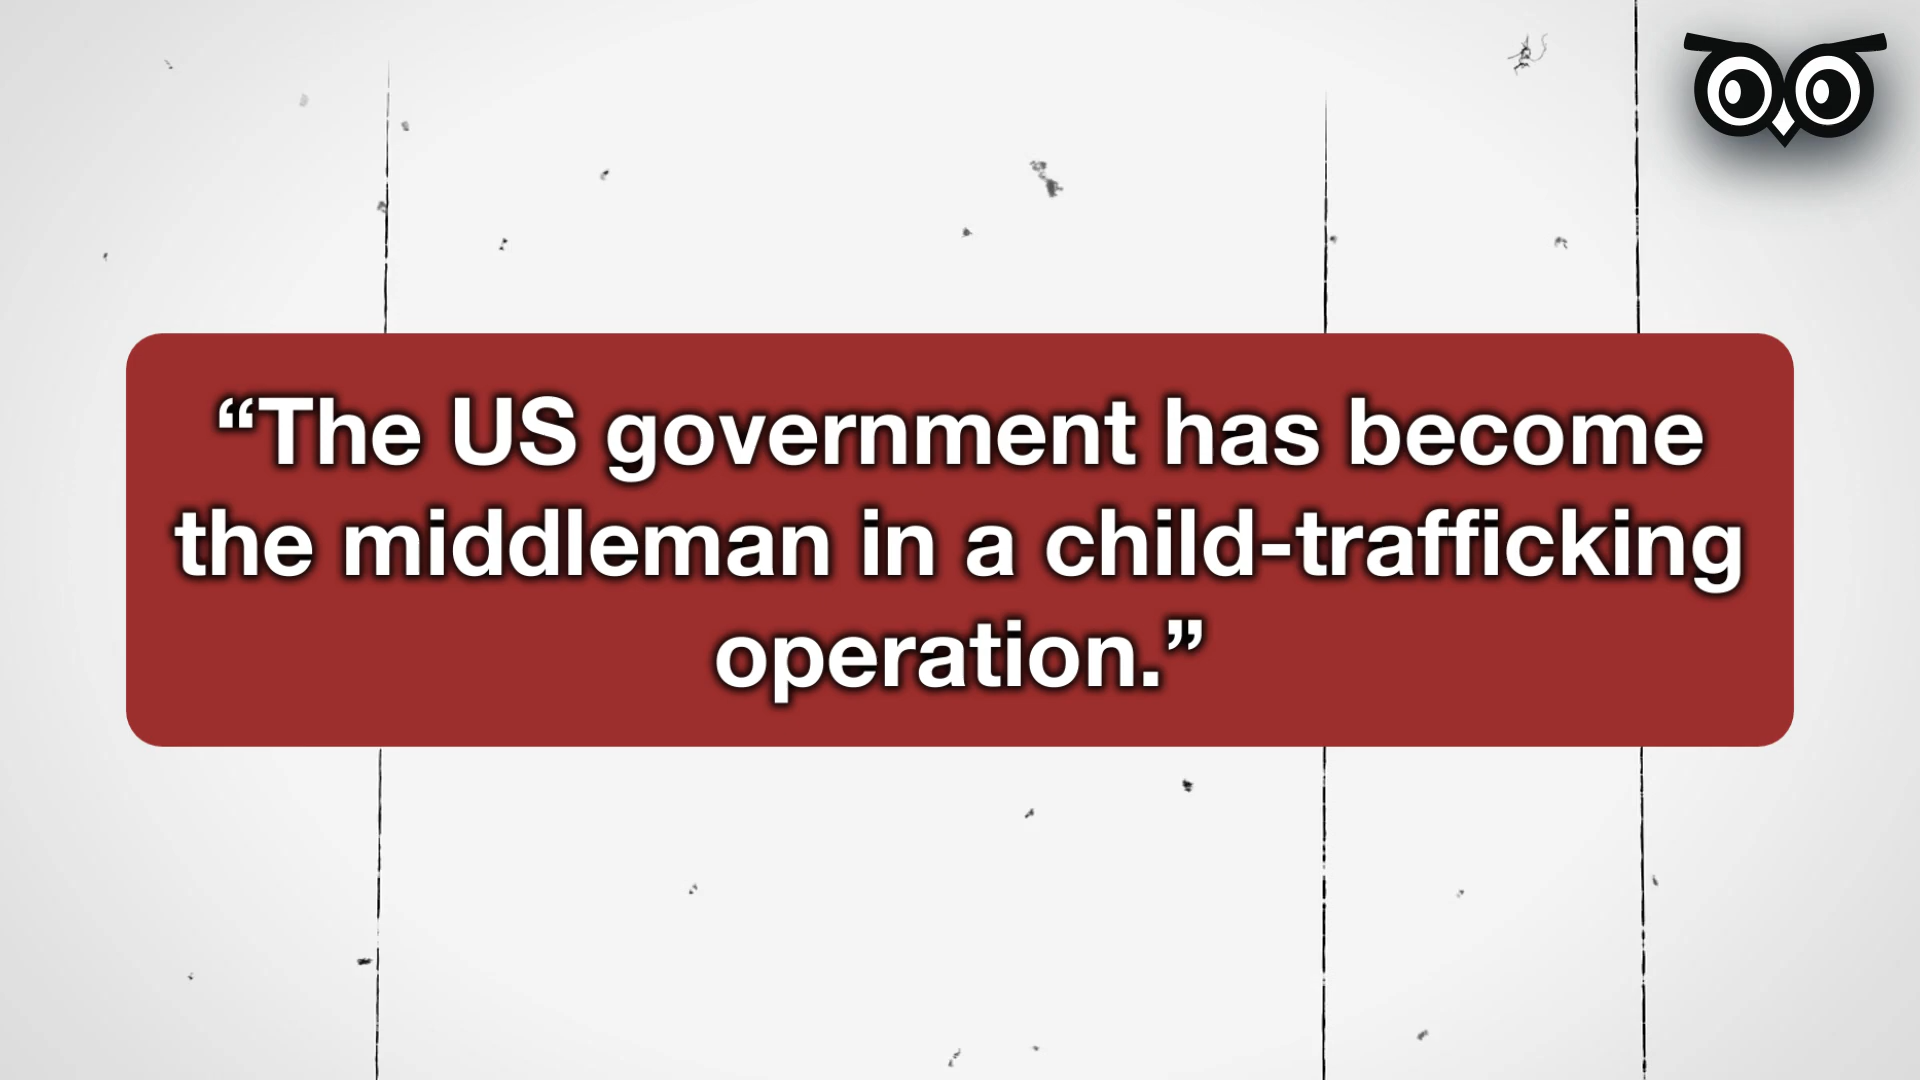 “The US government has become
the middleman in a child-trafficking
operation.”